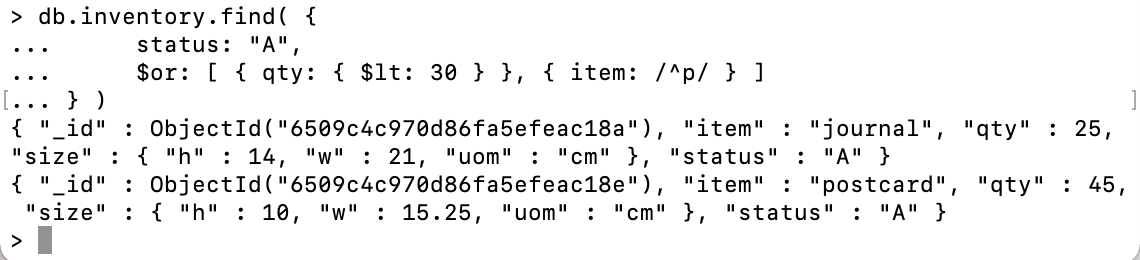 > db.inventory.find( {
...     status: "A",
...     $or: [ { qty: { $lt: 30 } }, { item: /^p/ } ]
[... } )                                                                          ]
{ "_id" : ObjectId("6509c4c970d86fa5efeac18a"), "item" : "journal", "qty" : 25,
"size" : { "h" : 14, "w" : 21, "uom" : "cm" }, "status" : "A" }
{ "_id" : ObjectId("6509c4c970d86fa5efeac18e"), "item" : "postcard", "qty" : 45,
 "size" : { "h" : 10, "w" : 15.25, "uom" : "cm" }, "status" : "A" }
>